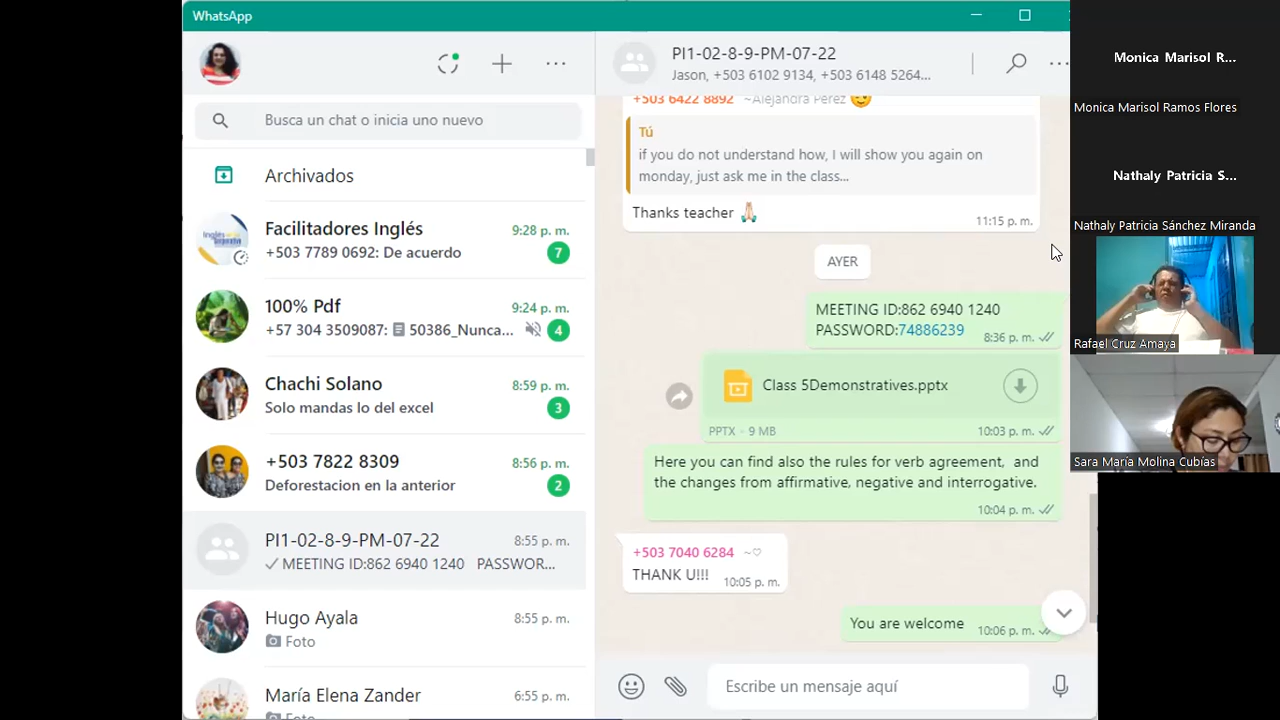 WhatsApp
Busca un chat o inicia uno nuevo
Archivados
Facilitadores Inglés
9:28 p. m.
+503 7789 0692: De acuerdo
7
100% Pdf
9:24 p. m.
+57 304 3509087: 50386_Nunca...
4
Chachi Solano
8:59 p. m.
Solo mandas lo del excel
3
+503 7822 8309
8:56 p. m.
Deforestacion en la anterior
2
PI1-02-8-9-PM-07-22
8:55 p. m.
MEETING ID:862 6940 1240 PASSWOR...
Hugo Ayala
8:55 p. m.
Foto
María Elena Zander
6:55 p. m.
Foto
PI1-02-8-9-PM-07-22
Jason, +503 6102 9134, +503 6148 5264...
+503 6422 8892 ~Alejandra Perez
Tú
if you do not understand how, I will show you again on
monday, just ask me in the class...
Thanks teacher 🙏🏻
11:15 p. m.
AYER
MEETING ID:862 6940 1240
PASSWORD:74886239
8:36 p. m.
Class 5Demonstratives.pptx
PPTX • 9 MB
10:03 p. m.
Here you can find also the rules for verb agreement, and
the changes from affirmative, negative and interrogative.
10:04 p. m.
+503 7040 6284 ~♡
THANK U!!!
10:05 p. m.
You are welcome
10:06 p. m.
Escribe un mensaje aquí
Monica Marisol R...
Monica Marisol Ramos Flores
Nathaly Patricia S...
Nathaly Patricia Sánchez Miranda
Rafael Cruz Amaya
Sara María Molina Cubías